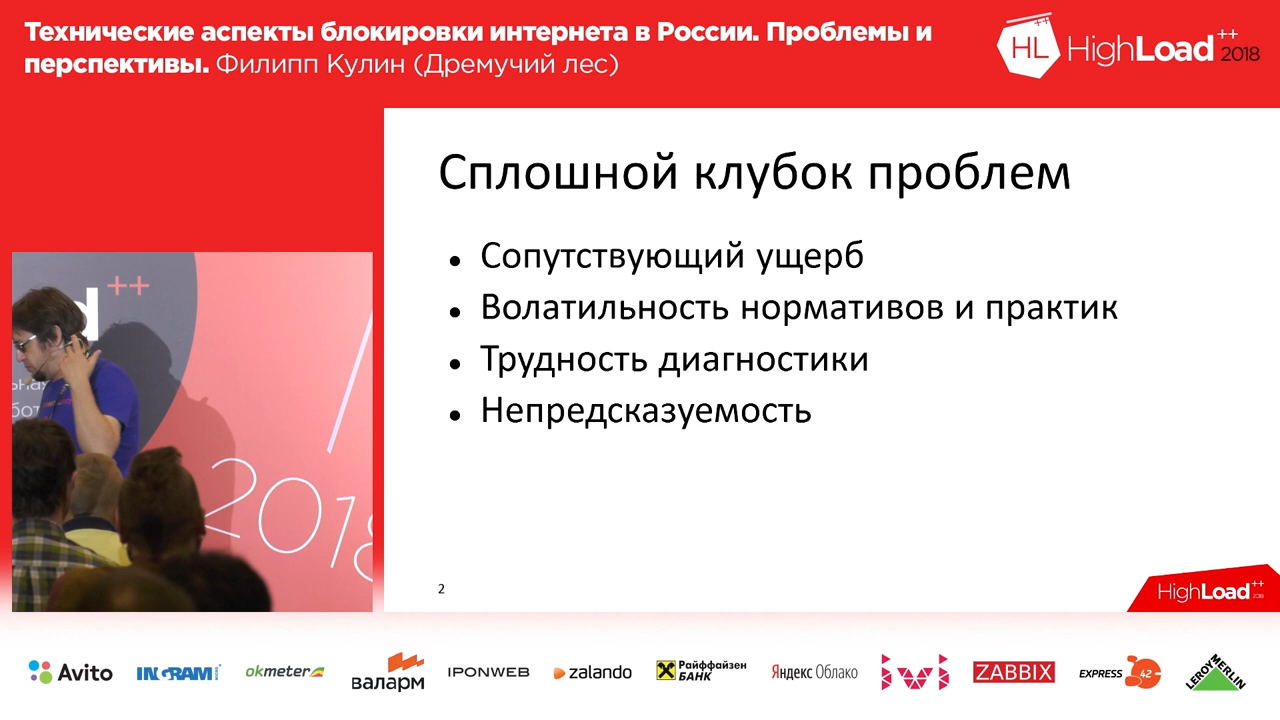 Технические аспекты блокировки интернета в России. Проблемы и
перспективы. Филипп Кулин (Дремучий лес)
HL HighLoad++ 2018
Сплошной клубок проблем
Сопутствующий ущерб
Волатильность нормативов и практик
Трудность диагностики
Непредсказуемость
d++
2018
2
HighLoad++ 2018
Avito
INGRAM
okmeter
валарм
IPONWEB
zalando
Райффайзен
БАНК
Яндекс Облако
ivi
ZABBIX
EXPRESS 42
LEROY MERLIN